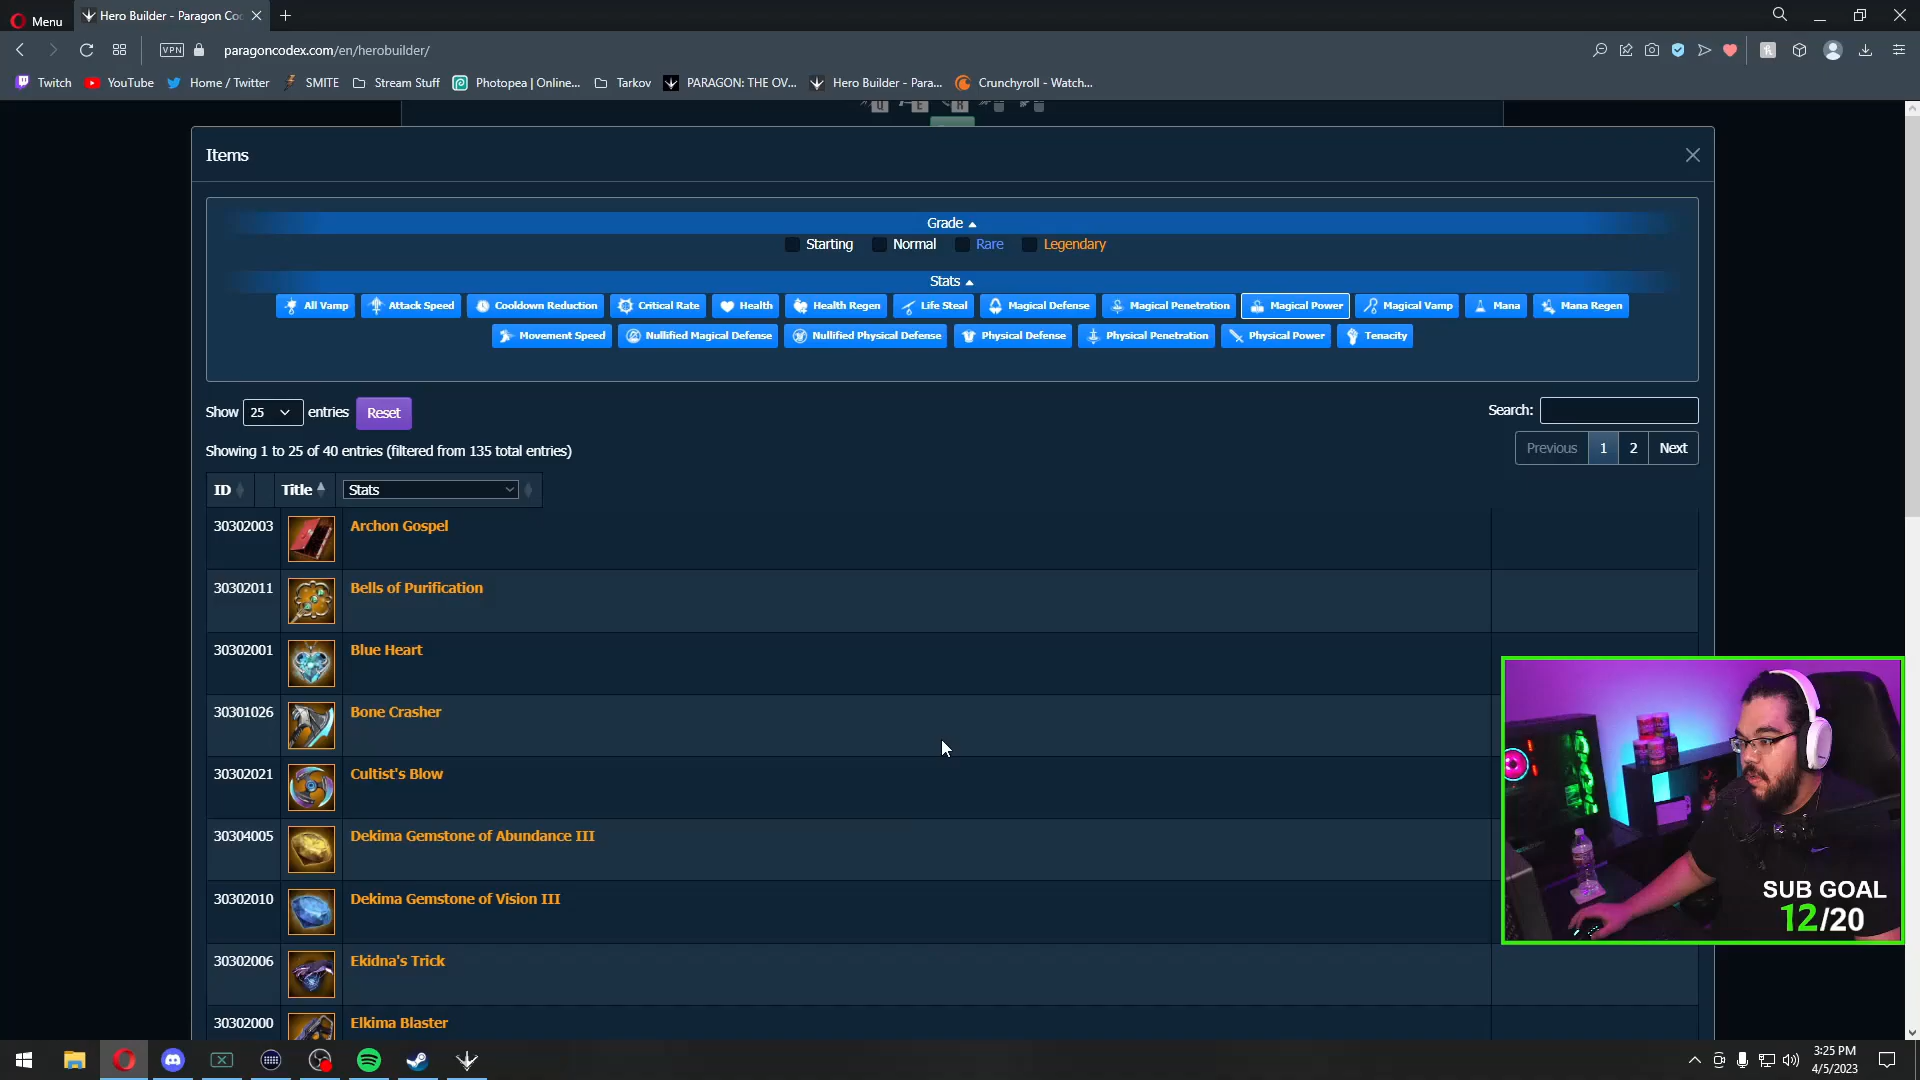 Menu
Hero Builder - Paragon Co
VPN
paragoncodex.com/en/herobuilder/
Twitch
YouTube
Home / Twitter
SMITE
Stream Stuff
Photopea | Online...
Tarkov
PARAGON: THE OV...
Hero Builder - Para...
Crunchyroll - Watch...
Q E R
Items
Grade
Starting Normal Rare Legendary
Stats
All Vamp Attack Speed Cooldown Reduction Critical Rate Health Health Regen Life Steal Magical Defense Magical Penetration Magical Power Magical Vamp Mana Mana Regen
Movement Speed Nullified Magical Defense Nullified Physical Defense Physical Defense Physical Penetration Physical Power Tenacity
Show 25 entries Reset
Search:
Showing 1 to 25 of 40 entries (filtered from 135 total entries)
Previous 1 2 Next
ID Title Stats
30302003 Archon Gospel
30302011 Bells of Purification
30302001 Blue Heart
30301026 Bone Crasher
30302021 Cultist's Blow
30304005 Dekima Gemstone of Abundance III
30302010 Dekima Gemstone of Vision III
30302006 Ekidna's Trick
30302000 Elkima Blaster
SUB GOAL
12/20
3:25 PM
4/5/2023